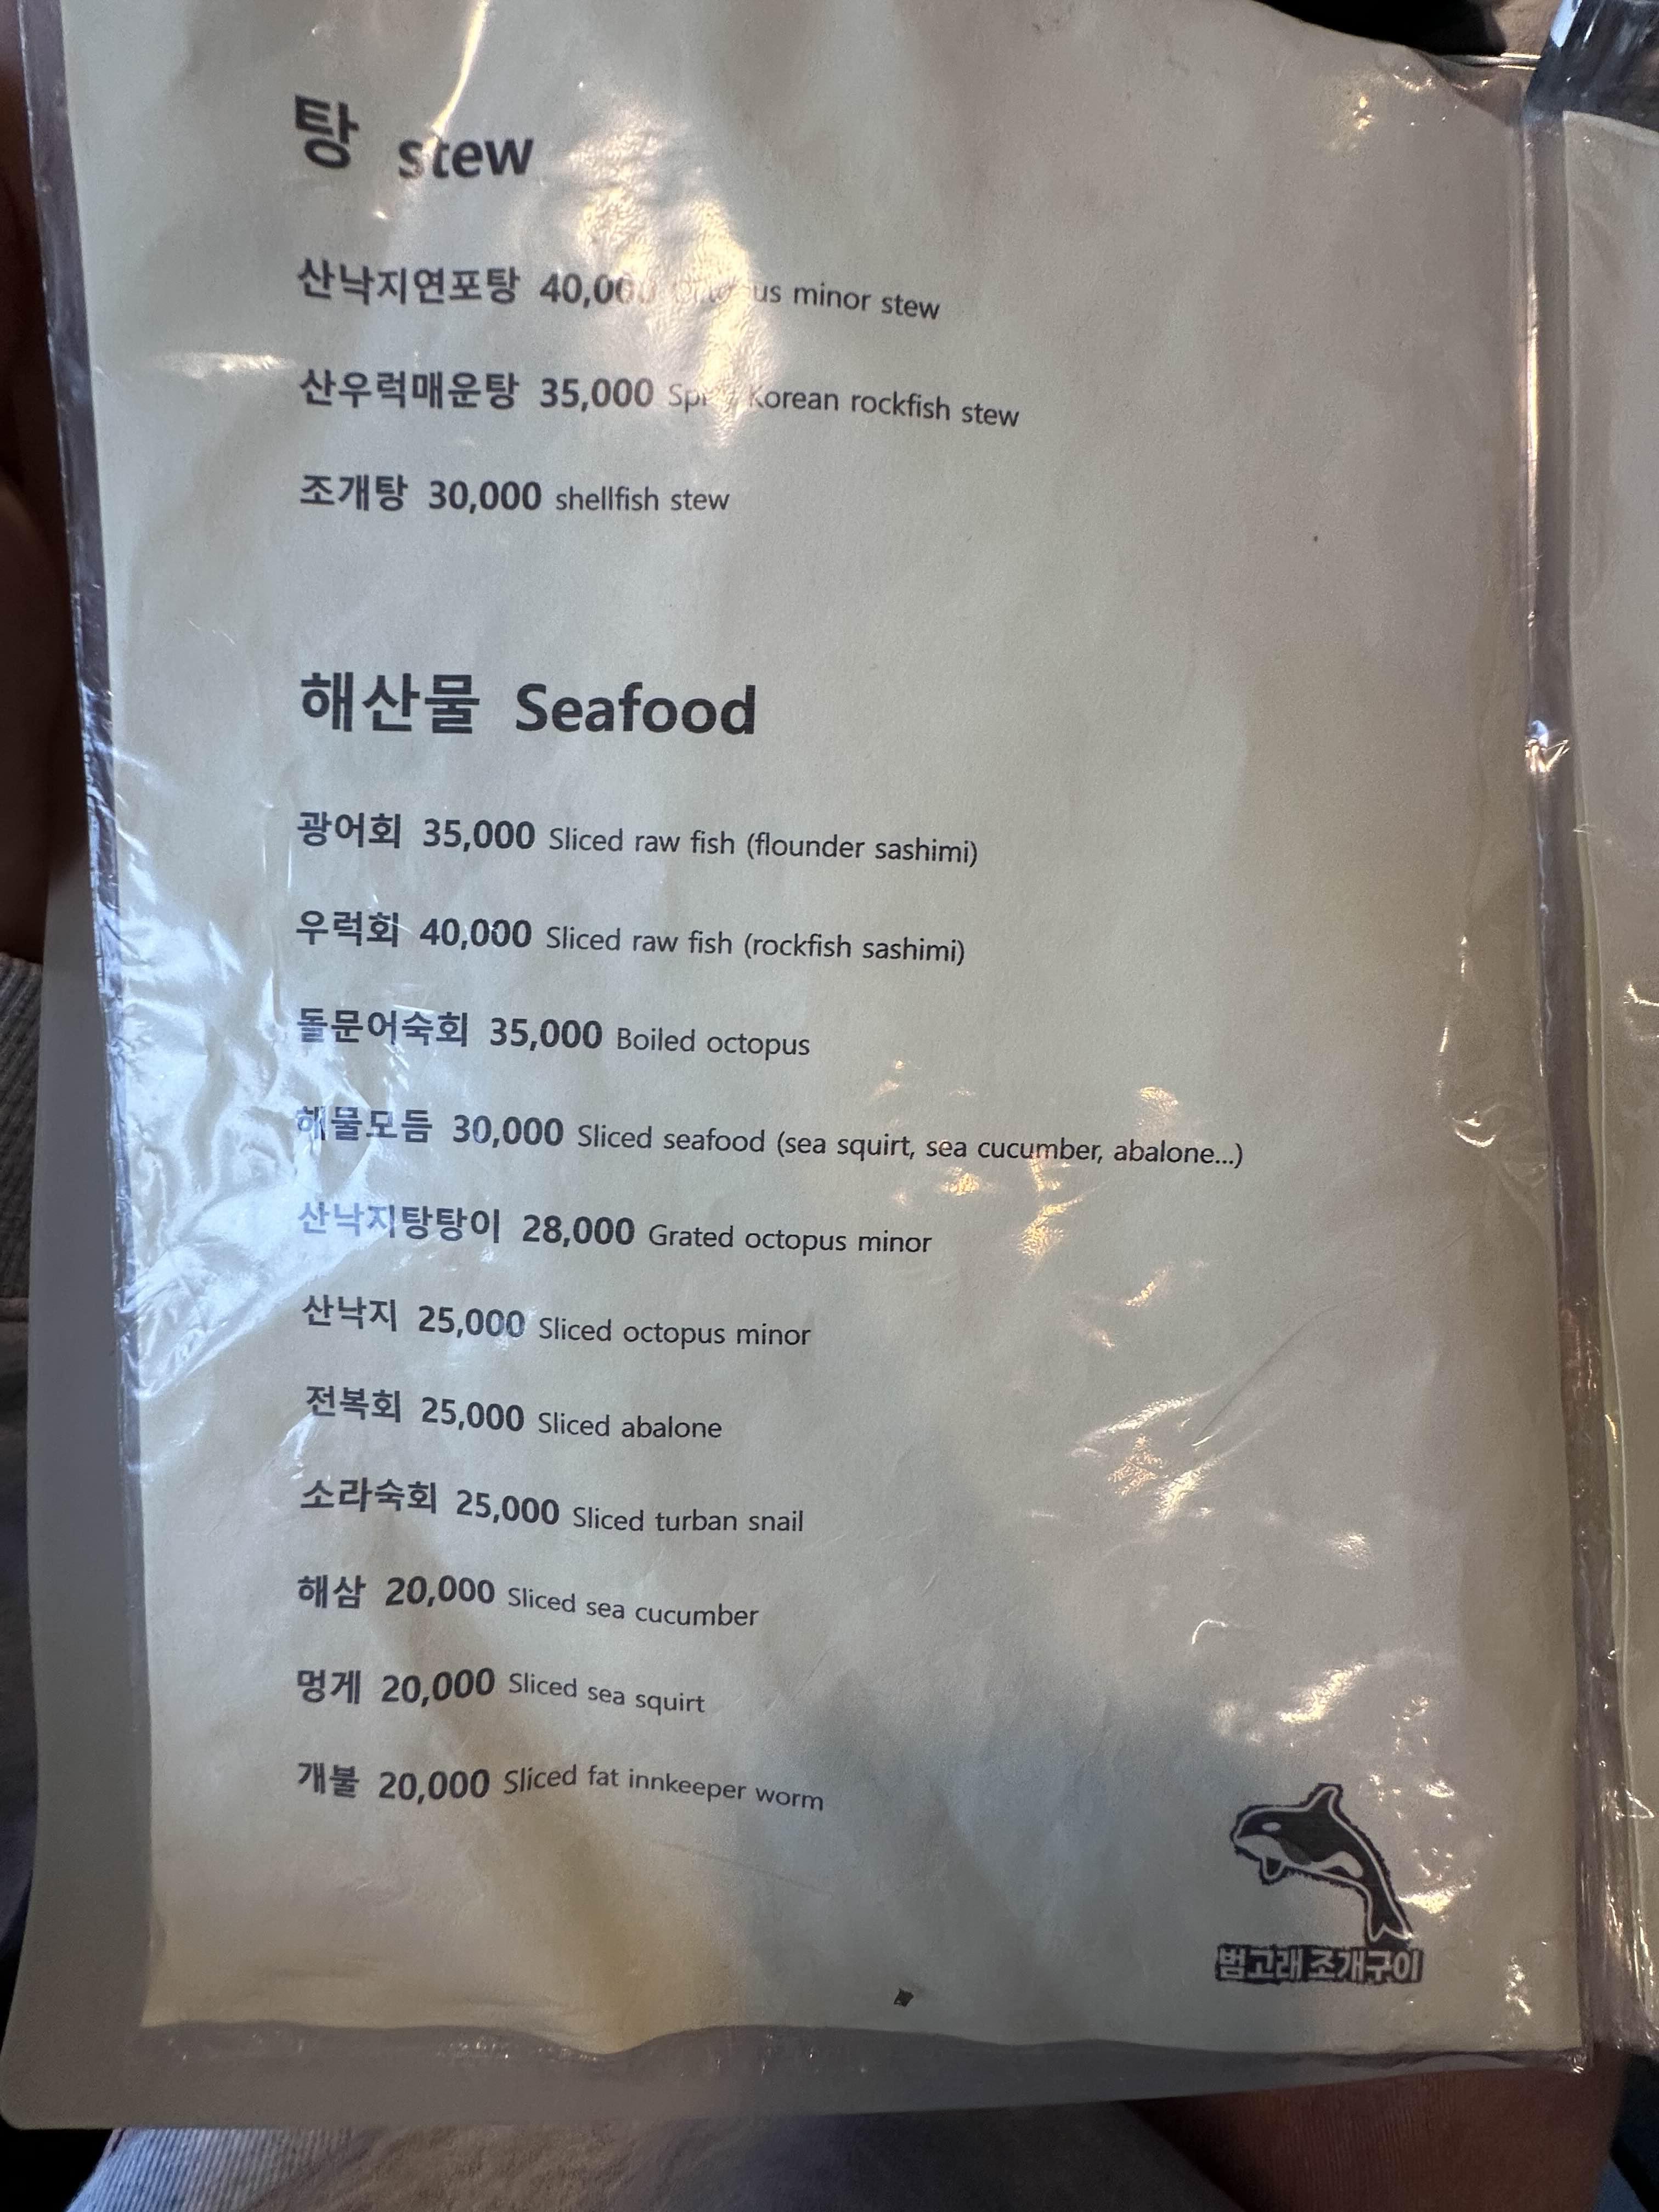 탕 stew
산낙지연포탕 40,000 us minor stew
산우럭매운탕 35,000 Korean rockfish stew
조개탕 30,000 shellfish stew
해산물 Seafood
광어회 35,000 Sliced raw fish (flounder sashimi)
우럭회 40,000 Sliced raw fish (rockfish sashimi)
돌문어숙회 35,000 Boiled octopus
해물모듬 30,000 Sliced seafood (sea squirt, sea cucumber, abalone...)
산낙지탕탕이 28,000 Grated octopus minor
산낙지 25,000 Sliced octopus minor
전복회 25,000 Sliced abalone
소라숙회 25,000 Sliced turban snail
해삼 20,000 Sliced sea cucumber
멍게 20,000 Sliced sea squirt
개불 20,000 Sliced fat innkeeper worm
범고래 조개구이